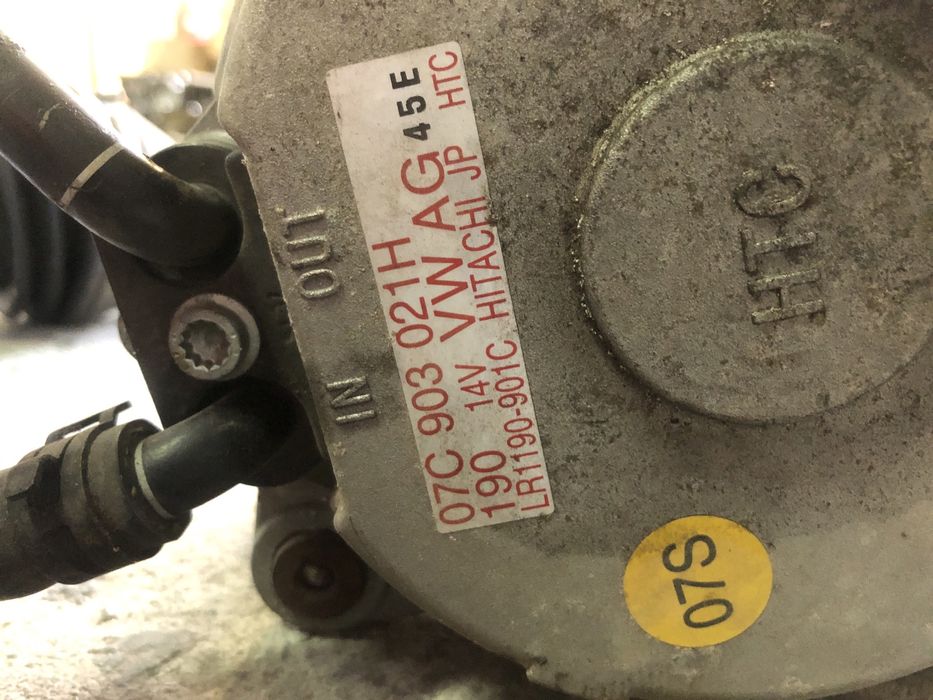 07C 903 021H
190 14V VW AG 45E
LR1190-901C HITACHI JP HTC
OUT
IN
HTC
07S